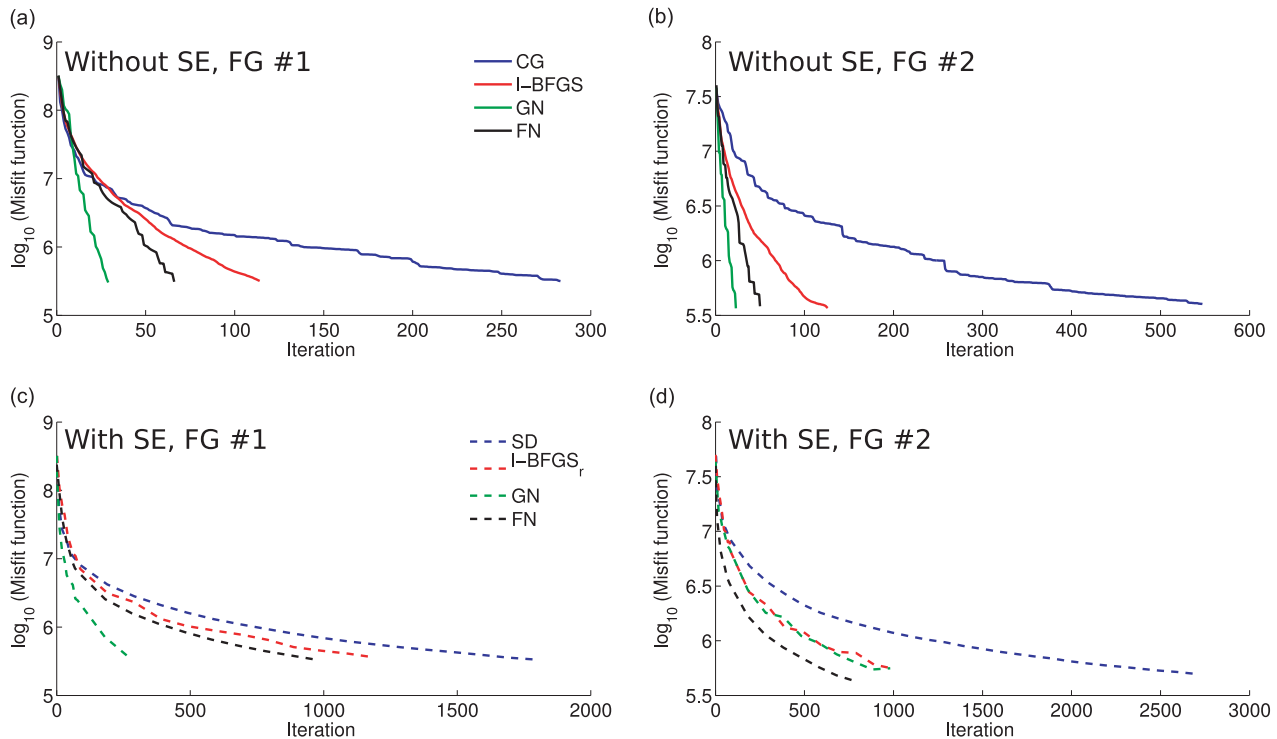 (a)
Without SE, FG #1
CG
l-BFGS
GN
FN
9
8
7
6
5
0
50
100
150
200
250
300
log10 (Misfit function)
Iteration
(b)
Without SE, FG #2
8
7.5
7
6.5
6
5.5
0
100
200
300
400
500
600
log10 (Misfit function)
Iteration
(c)
With SE, FG #1
SD
l-BFGSr
GN
FN
9
8
7
6
5
0
500
1000
1500
2000
log10 (Misfit function)
Iteration
(d)
With SE, FG #2
8
7.5
7
6.5
6
5.5
0
500
1000
1500
2000
2500
3000
log10 (Misfit function)
Iteration